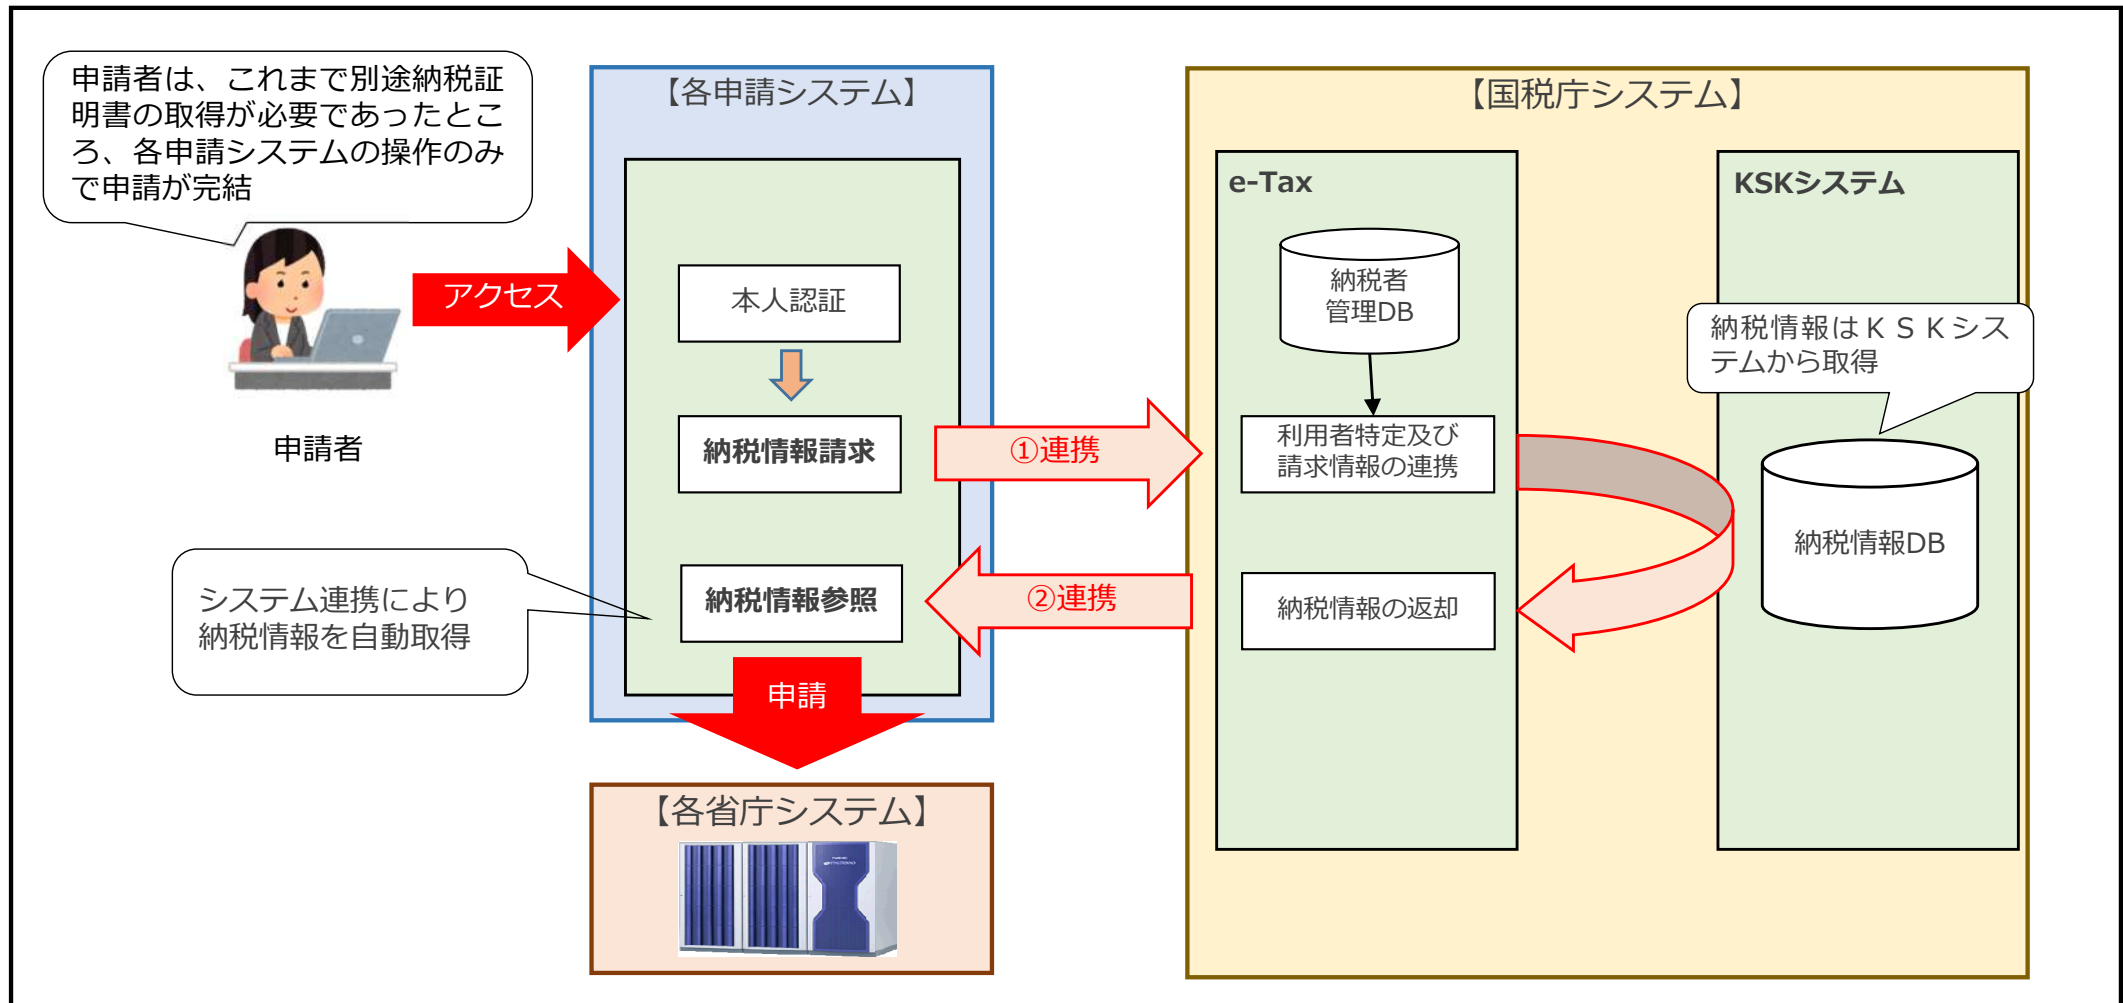 申請者は、これまで別途納税証
明書の取得が必要であったとこ
ろ、各申請システムの操作のみ
で申請が完結
申請者
アクセス
【各申請システム】
本人認証
納税情報請求
納税情報参照
システム連携により
納税情報を自動取得
申請
【各省庁システム】
①連携
②連携
【国税庁システム】
e-Tax
納税者
管理DB
利用者特定及び
請求情報の連携
納税情報の返却
KSKシステム
納税情報はＫＳＫシス
テムから取得
納税情報DB